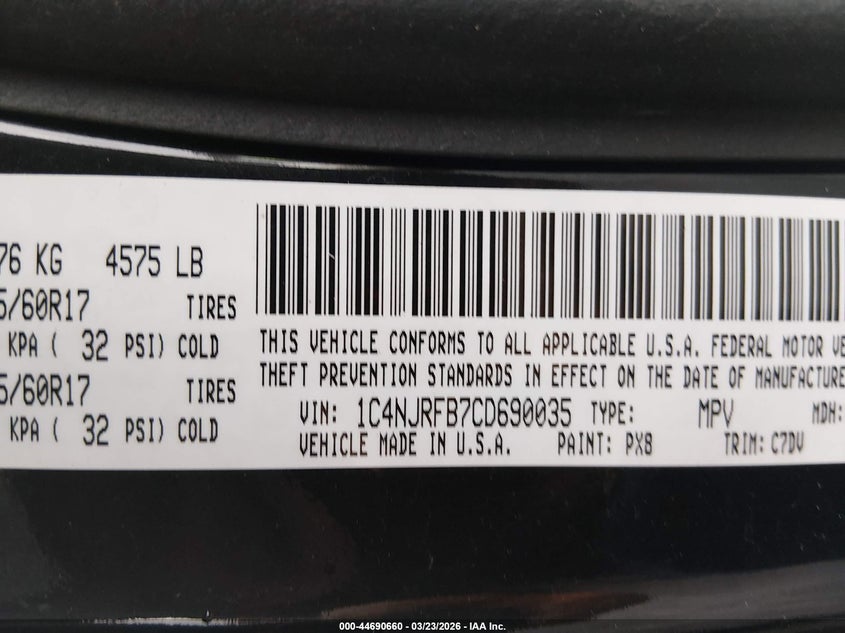 76 KG 4575 LB
5/60R17 TIRES
KPA ( 32 PSI) COLD
5/60R17 TIRES
KPA ( 32 PSI) COLD
THIS VEHICLE CONFORMS TO ALL APPLICABLE U.S.A. FEDERAL MOTOR VE
THEFT PREVENTION STANDARDS IN EFFECT ON THE DATE OF MANUFACTURE
VIN: 1C4NJRFB7CD690035 TYPE: MPV MDH:
VEHICLE MADE IN U.S.A. PAINT: PX8 TRIM: C7DV
000-44690660 - 03/23/2026 - IAA Inc.